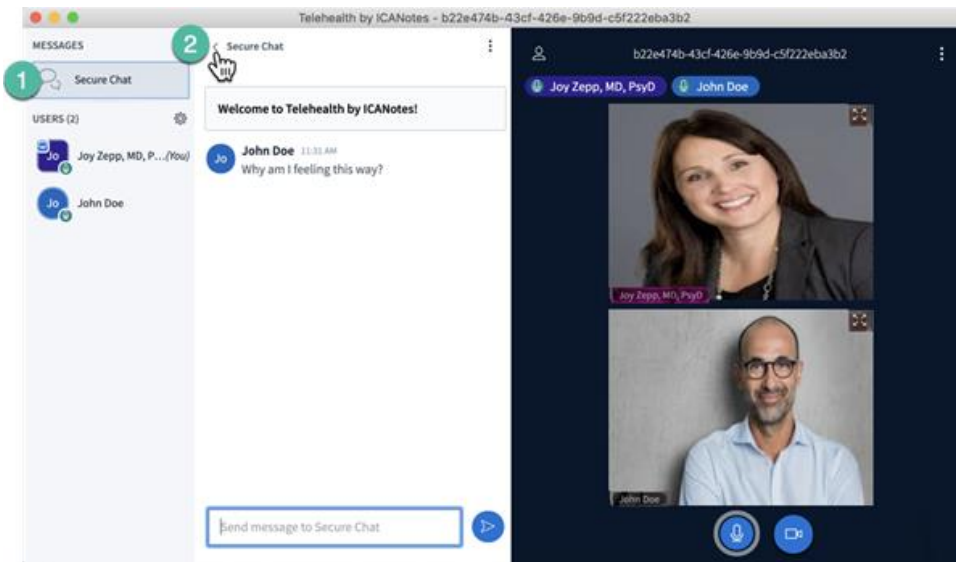 Telehealth by ICANotes - b22e474b-43cf-426e-9b9d-c5f222eba3b2
MESSAGES
1
Secure Chat
USERS (2)
Jo
Joy Zepp, MD, P...(You)
Jo
John Doe
2
Secure Chat
Welcome to Telehealth by ICANotes!
Jo
John Doe 11:31 AM
Why am I feeling this way?
Send message to Secure Chat
b22e474b-43cf-426e-9b9d-c5f222eba3b2
Joy Zepp, MD, PsyD
John Doe
Joy Zepp, MD, PsyD
John Doe